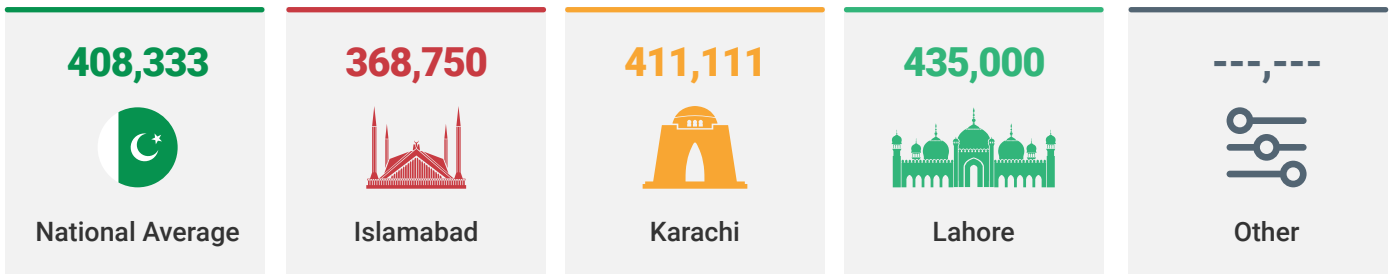 408,333
368,750
411,111
435,000
---,---
National Average
Islamabad
Karachi
Lahore
Other